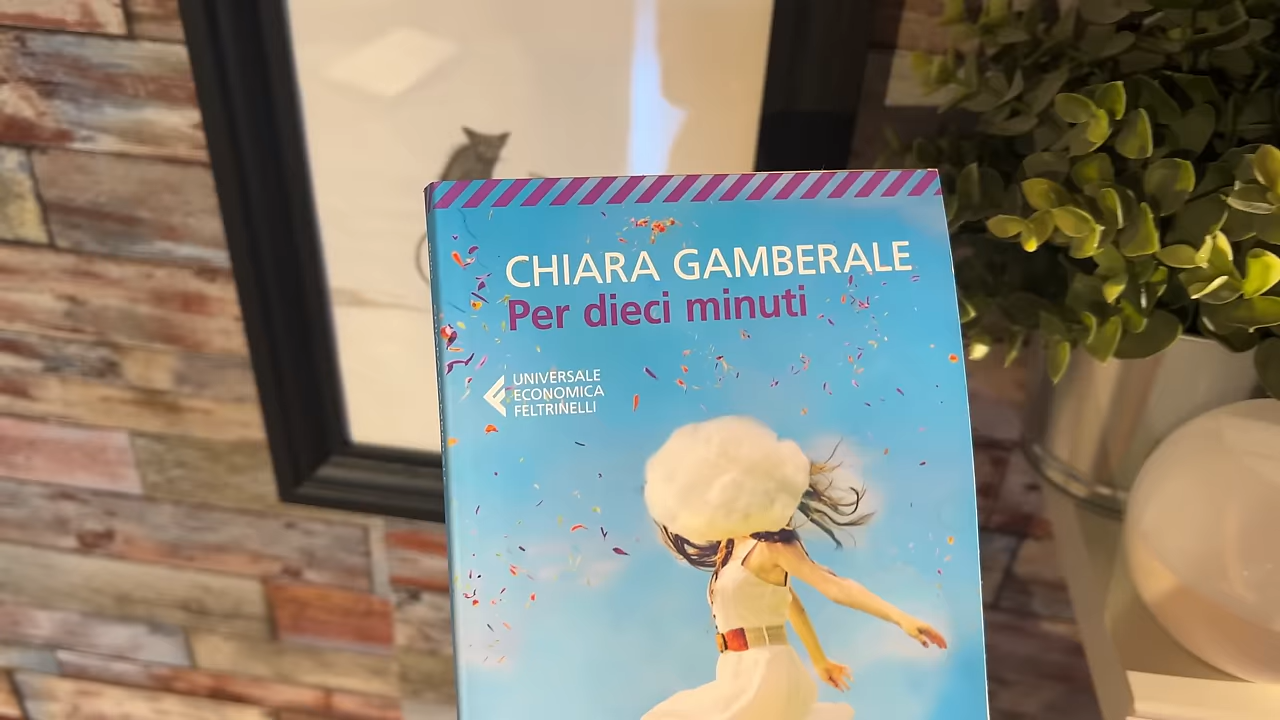 CHIARA GAMBERALE
Per dieci minuti
UNIVERSALE
ECONOMICA
FELTRINELLI